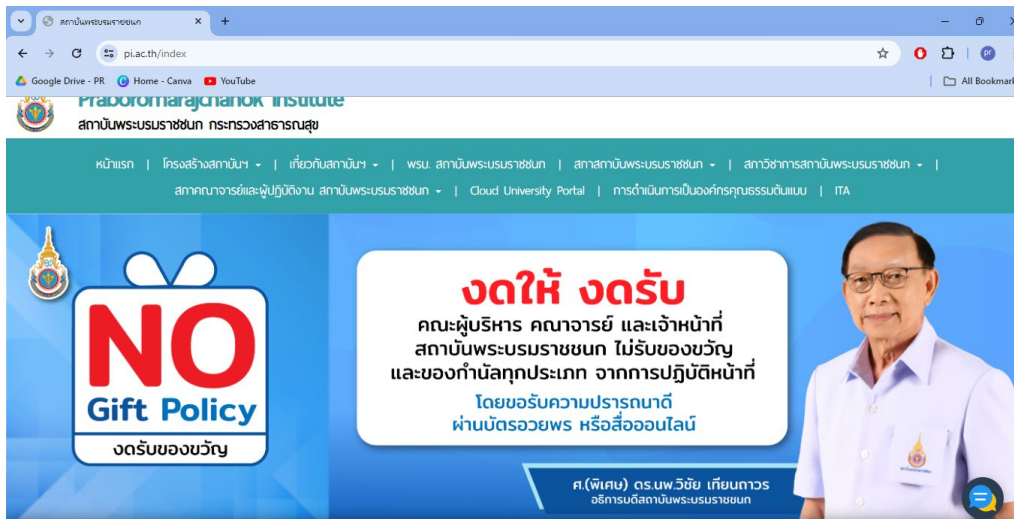 สถาบันพระบรมราชชนก
pi.ac.th/index
pr
Google Drive - PR
Home - Canva
YouTube
All Bookmark
Praboromarajchanok Institute
สถาบันพระบรมราชชนก กระทรวงสาธารณสุข
หน้าแรก | โครงสร้างสถาบันฯ | เกี่ยวกับสถาบันฯ | พรบ. สถาบันพระบรมราชชนก | สภาสถาบันพระบรมราชชนก | สภาวิชาการสถาบันพระบรมราชชนก |
สภาคณาจารย์และผู้ปฏิบัติงาน สถาบันพระบรมราชชนก | Cloud University Portal | การดำเนินการเป็นองค์กรคุณธรรมต้นแบบ | ITA
NO
Gift Policy
งดรับของขวัญ
งดให้ งดรับ
คณะผู้บริหาร คณาจารย์ และเจ้าหน้าที่
สถาบันพระบรมราชชนก ไม่รับของขวัญ
และของกำนัลทุกประเภท จากการปฏิบัติหน้าที่
โดยขอรับความปรารถนาดี
ผ่านบัตรอวยพร หรือสื่อออนไลน์
ศ.(พิเศษ) ดร.นพ.วิชัย เทียนถาวร
อธิการบดีสถาบันพระบรมราชชนก